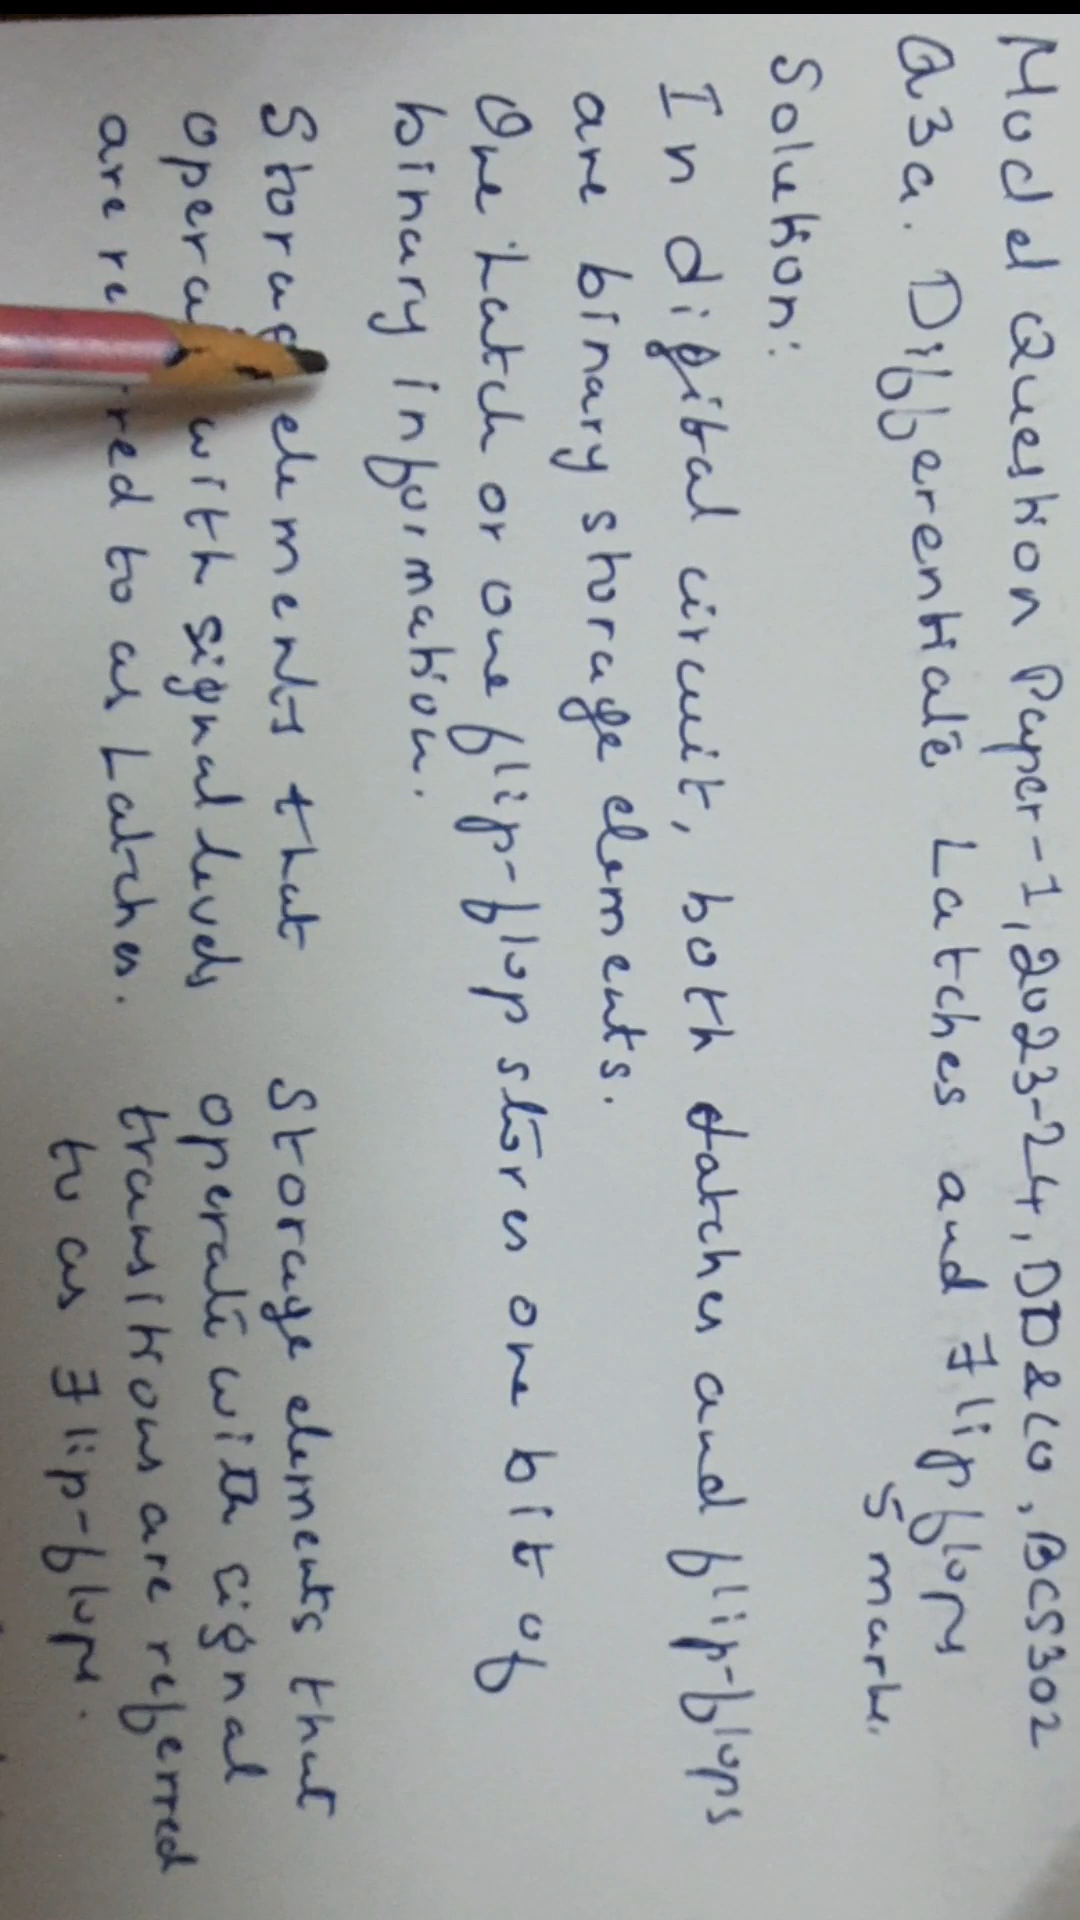 Model Question Paper-1, 2023-24, DD&CO, BCS302
Q3a. Differentiate Latches and Flipflops
5 marks.
Solution:
In digital circuit, both Latches and flip-flops
are binary storage elements.
One Latch or one flip-flop stores one bit of
binary information.
Storage elements that
operate with signal levels
are referred to as Latches.
Storage elements that
operate with signal
transitions are referred
to as Flip-flops.